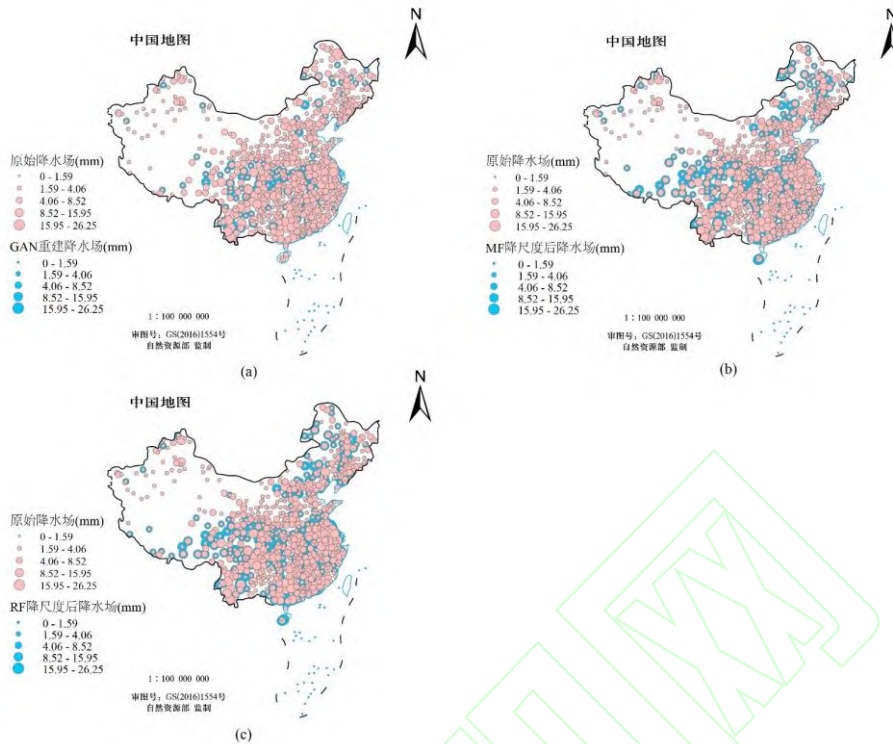 N
中国地图
原始降水场(mm)
0 - 1.59
1.59 - 4.06
4.06 - 8.52
8.52 - 15.95
15.95 - 26.25
GAN重建降水场(mm)
0 - 1.59
1.59 - 4.06
4.06 - 8.52
8.52 - 15.95
15.95 - 26.25
1：100 000 000
审图号：GS(2016)1554号
自然资源部 监制
(a)
N
中国地图
原始降水场(mm)
0 - 1.59
1.59 - 4.06
4.06 - 8.52
8.52 - 15.95
15.95 - 26.25
MF降尺度后降水场(mm)
0 - 1.59
1.59 - 4.06
4.06 - 8.52
8.52 - 15.95
15.95 - 26.25
1：100 000 000
审图号：GS(2016)1554号
自然资源部 监制
(b)
N
中国地图
原始降水场(mm)
0 - 1.59
1.59 - 4.06
4.06 - 8.52
8.52 - 15.95
15.95 - 26.25
RF降尺度后降水场(mm)
0 - 1.59
1.59 - 4.06
4.06 - 8.52
8.52 - 15.95
15.95 - 26.25
1：100 000 000
审图号：GS(2016)1554号
自然资源部 监制
(c)